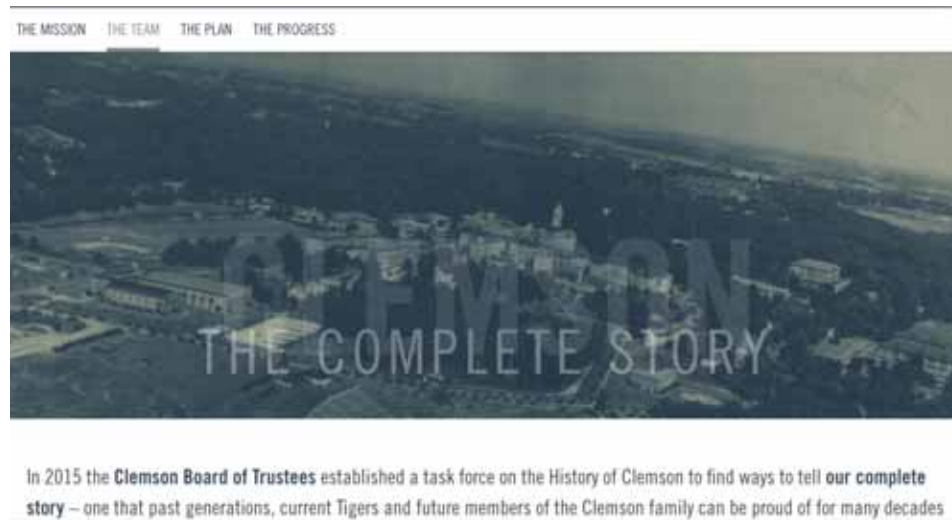 THE MISSION THE TEAM THE PLAN THE PROGRESS
CLEMSON
THE COMPLETE STORY
In 2015 the Clemson Board of Trustees established a task force on the History of Clemson to find ways to tell our complete
story – one that past generations, current Tigers and future members of the Clemson family can be proud of for many decades